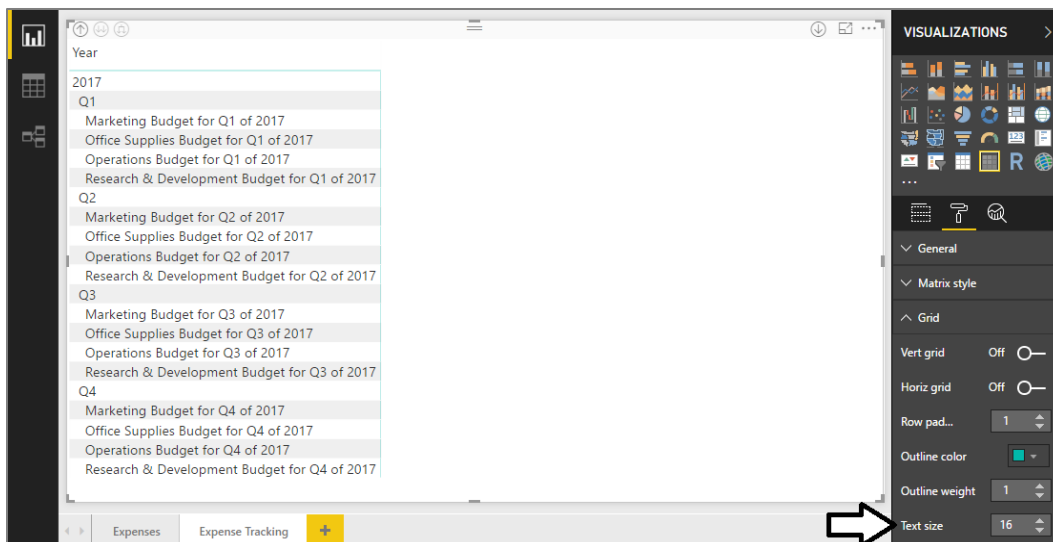 VISUALIZATIONS
Year
2017
Q1
Marketing Budget for Q1 of 2017
Office Supplies Budget for Q1 of 2017
Operations Budget for Q1 of 2017
Research & Development Budget for Q1 of 2017
Q2
Marketing Budget for Q2 of 2017
Office Supplies Budget for Q2 of 2017
Operations Budget for Q2 of 2017
Research & Development Budget for Q2 of 2017
Q3
Marketing Budget for Q3 of 2017
Office Supplies Budget for Q3 of 2017
Operations Budget for Q3 of 2017
Research & Development Budget for Q3 of 2017
Q4
Marketing Budget for Q4 of 2017
Office Supplies Budget for Q4 of 2017
Operations Budget for Q4 of 2017
Research & Development Budget for Q4 of 2017
Expenses Expense Tracking +
123
R
...
General
Matrix style
Grid
Vert grid Off
Horiz grid Off
Row pad... 1
Outline color
Outline weight 1
Text size 16